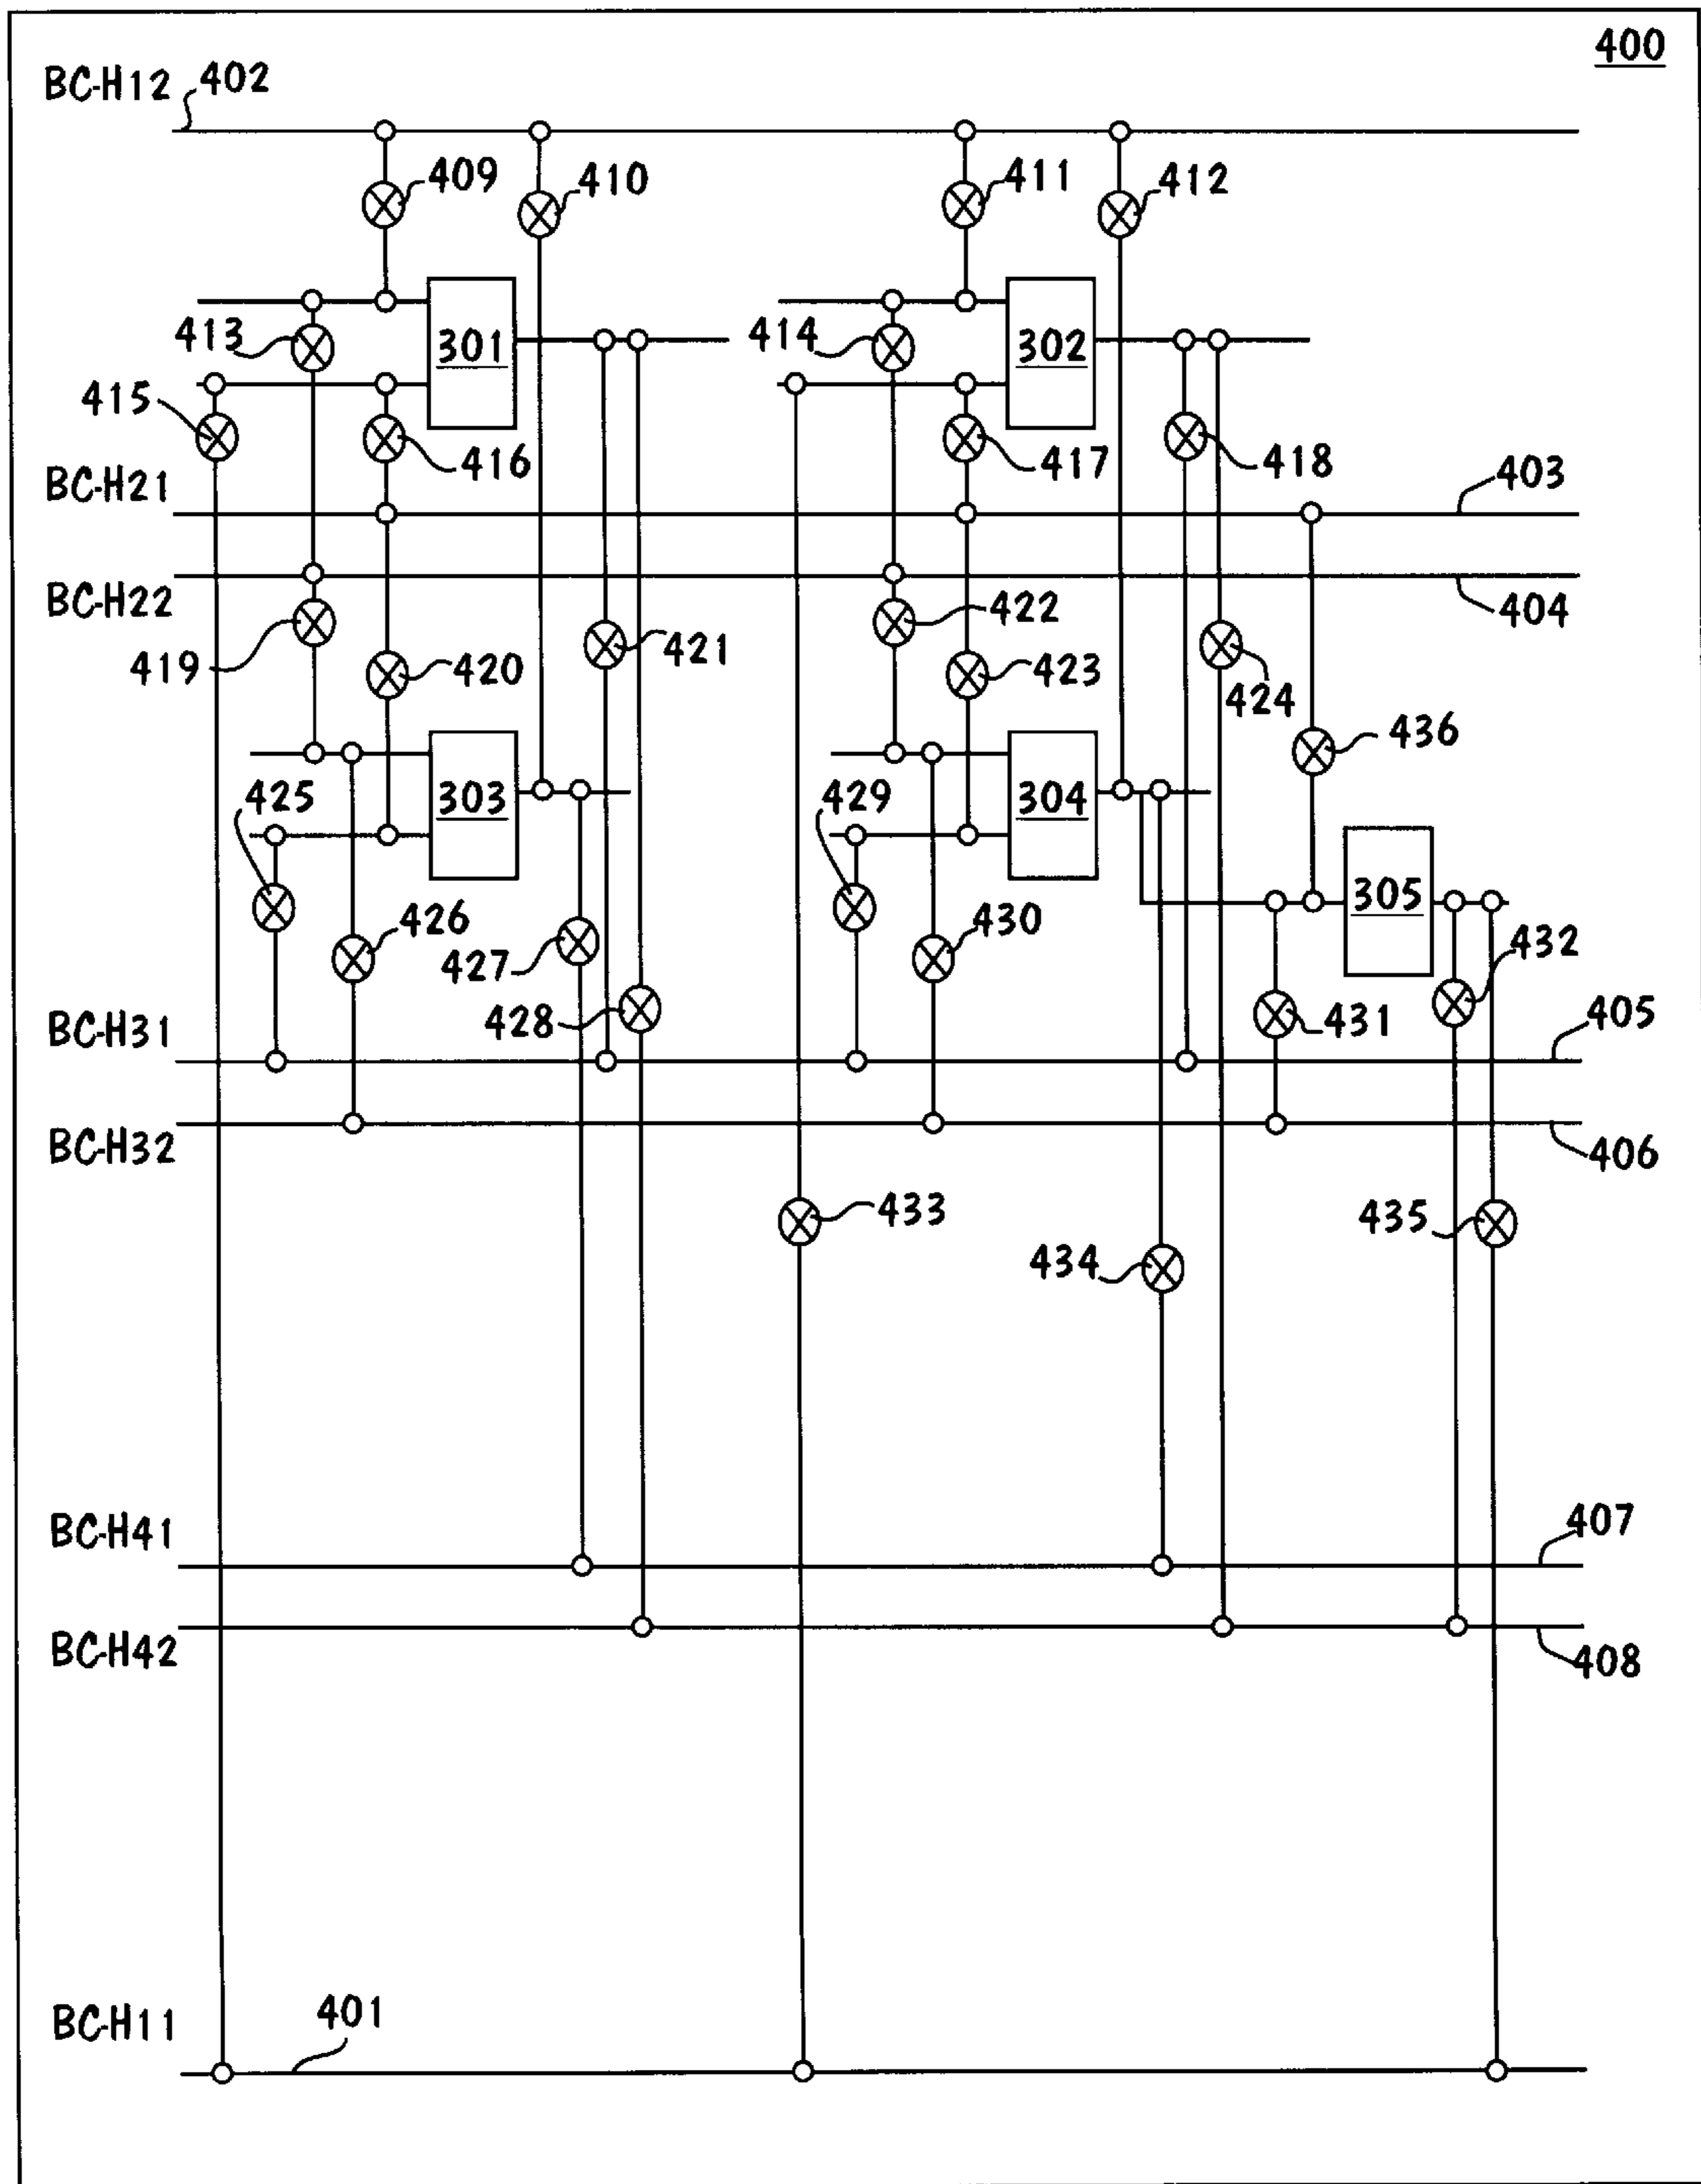 400
BC-H12 402
409 410 411 412
413 301 414 302
415 416 417 418
BC-H21 403
BC-H22 404
419 420 421 422 423 424
436
425 303 429 304
305
426 427 430 432
428 431
BC-H31 405
BC-H32 406
433 435
434
BC-H41 407
BC-H42 408
BC-H11 401